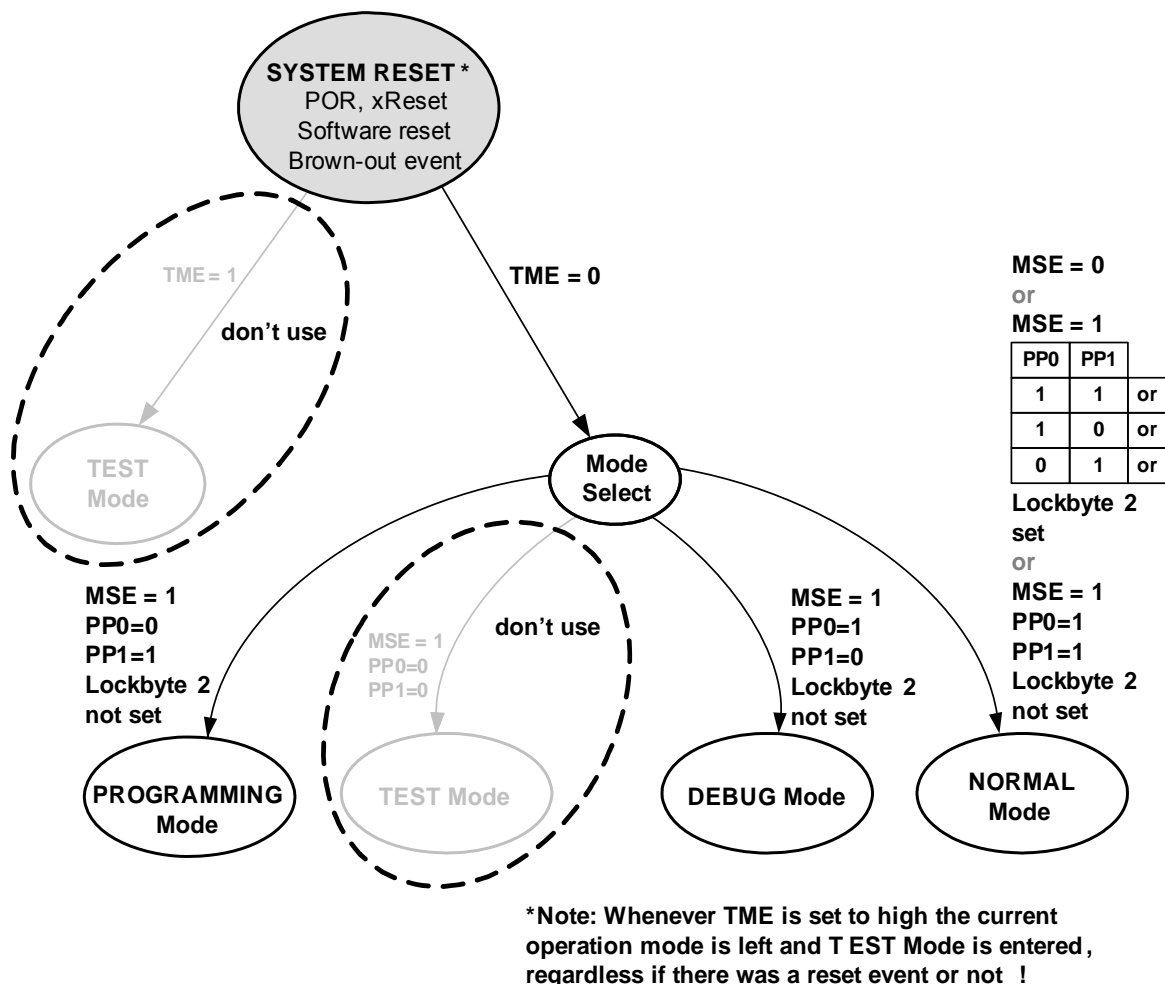 SYSTEM RESET *
POR, xReset
Software reset
Brown-out event
TME = 1
don't use
TME = 0
TEST
Mode
Mode
Select
MSE = 0
or
MSE = 1
PP0 PP1
1 1 or
1 0 or
0 1 or
Lockbyte 2
set
or
MSE = 1
PP0=1
PP1=1
Lockbyte 2
not set
MSE = 1
PP0=0
PP1=1
Lockbyte 2
not set
MSE = 1
PP0=0
PP1=0
don't use
MSE = 1
PP0=1
PP1=0
Lockbyte 2
not set
PROGRAMMING
Mode
TEST Mode
DEBUG Mode
NORMAL
Mode
*Note: Whenever TME is set to high the current
operation mode is left and TEST Mode is entered,
regardless if there was a reset event or not !